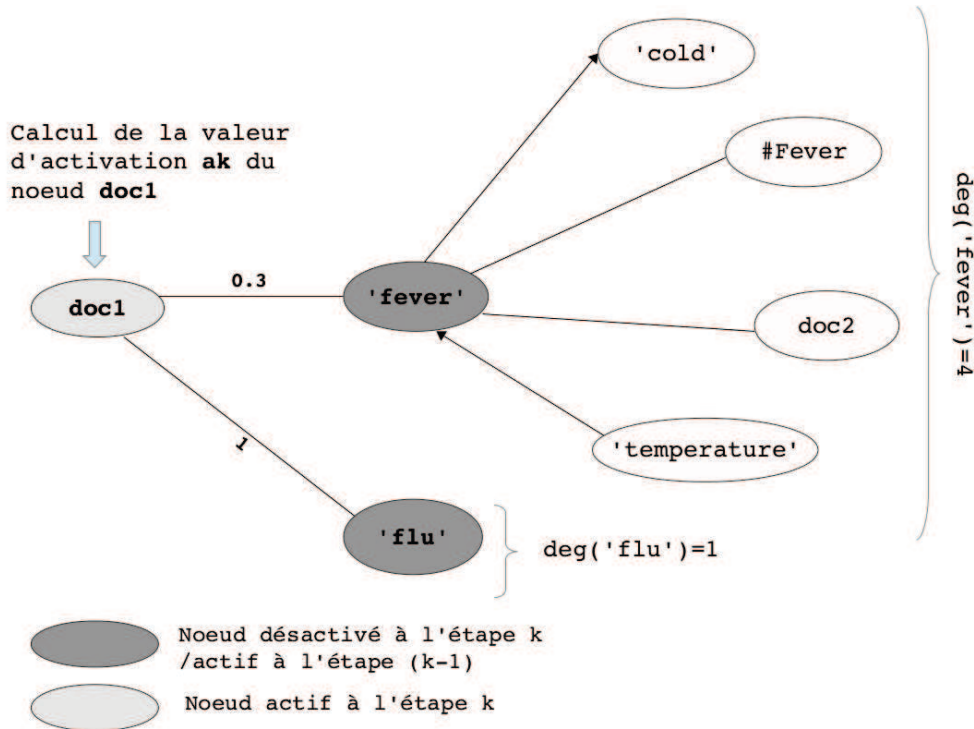 'cold'
Calcul de la valeur
d'activation ak du
noeud doc1
#Fever
deg('fever')=4
0.3
doc1
'fever'
doc2
1
'temperature'
'flu'
deg('flu')=1
Noeud désactivé à l'étape k
/actif à l'étape (k-1)
Noeud actif à l'étape k